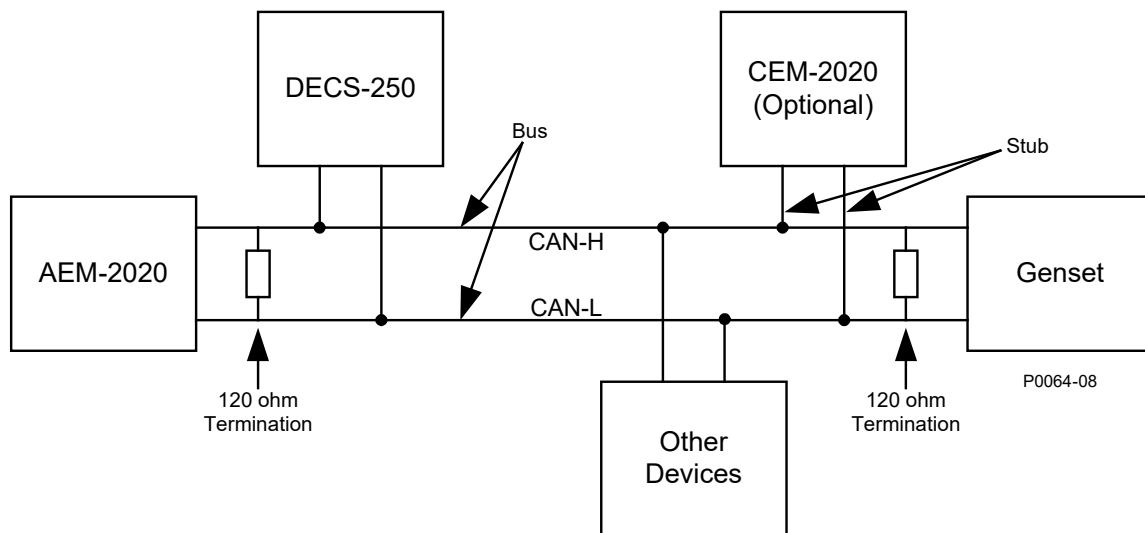 DECS-250
CEM-2020
(Optional)
Bus
Stub
AEM-2020
CAN-H
Genset
CAN-L
P0064-08
120 ohm
Termination
120 ohm
Termination
Other
Devices